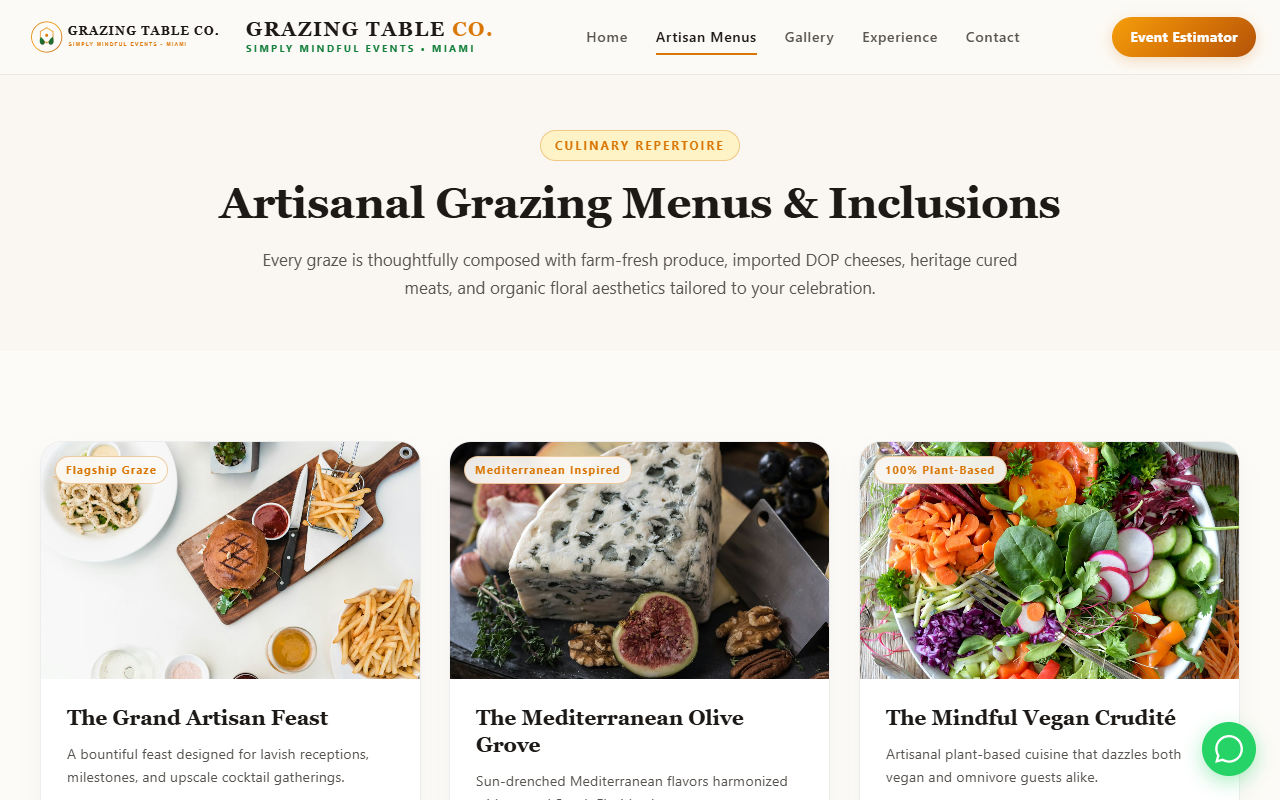 GRAZING TABLE CO.
SIMPLY MINDFUL EVENTS • MIAMI
GRAZING TABLE CO.
SIMPLY MINDFUL EVENTS • MIAMI
Home
Artisan Menus
Gallery
Experience
Contact
Event Estimator
CULINARY REPERTOIRE
Artisanal Grazing Menus & Inclusions
Every graze is thoughtfully composed with farm-fresh produce, imported DOP cheeses, heritage cured
meats, and organic floral aesthetics tailored to your celebration.
Flagship Graze
Mediterranean Inspired
100% Plant-Based
The Grand Artisan Feast
A bountiful feast designed for lavish receptions,
milestones, and upscale cocktail gatherings.
The Mediterranean Olive
Grove
Sun-drenched Mediterranean flavors harmonized
The Mindful Vegan Crudité
Artisanal plant-based cuisine that dazzles both
vegan and omnivore guests alike.